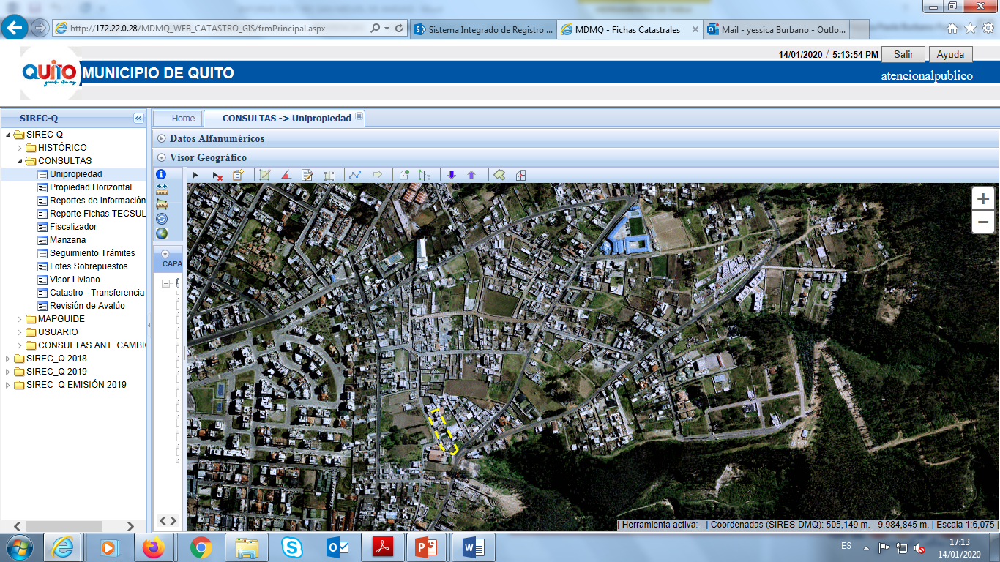 http://172.22.0.28/MDMQ_WEB_CATASTRO_GIS/frmPrincipal.aspx
Sistema Integrado de Registro ...
MDMQ - Fichas Catastrales
Mail - yessica Burbano - Outlo...
14/01/2020 / 5:13:54 PM
Salir
Ayuda
QUITO
MUNICIPIO DE QUITO
atencionalpublico
SIREC-Q
Home
CONSULTAS -> Unipropiedad
SIREC-Q
HISTÓRICO
CONSULTAS
Unipropiedad
Propiedad Horizontal
Reportes de Información
Reporte Fichas TECSUL
Fiscalizador
Manzana
Seguimiento Trámites
Lotes Sobrepuestos
Visor Liviano
Catastro - Transferencia
Revisión de Avalúo
MAPGUIDE
USUARIO
CONSULTAS ANT. CAMBI
SIREC_Q 2018
SIREC_Q 2019
SIREC_Q EMISIÓN 2019
Datos Alfanuméricos
Visor Geográfico
CAPA
+
−
| Herramienta activa: - | Coordenadas (SIRES-DMQ): 505,149 m. - 9,984,845 m. | Escala 1:6,075 |
ES
17:13
14/01/2020